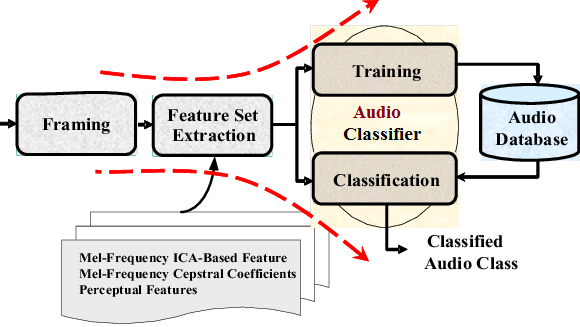 Framing
Feature Set
Extraction
Training
Audio
Classifier
Classification
Audio
Database
Mel-Frequency ICA-Based Feature
Mel-Frequency Cepstral Coefficients
Perceptual Features
Classified
Audio Class